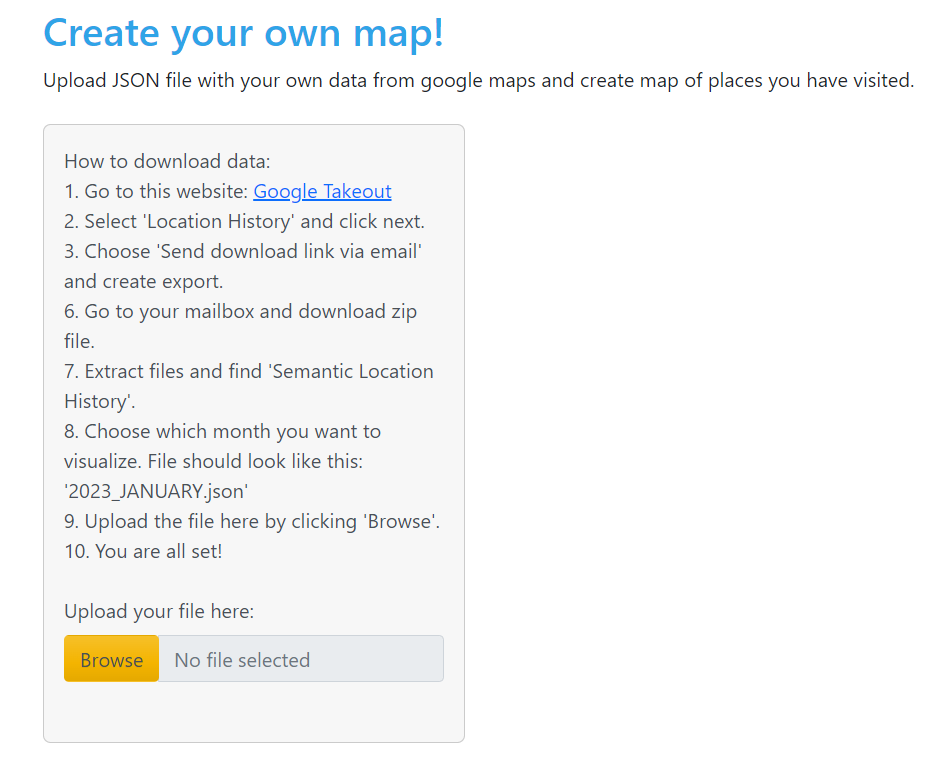 Create your own map!
Upload JSON file with your own data from google maps and create map of places you have visited.
How to download data:
1. Go to this website: Google Takeout
2. Select 'Location History' and click next.
3. Choose 'Send download link via email'
and create export.
6. Go to your mailbox and download zip
file.
7. Extract files and find 'Semantic Location
History'.
8. Choose which month you want to
visualize. File should look like this:
'2023_JANUARY.json'
9. Upload the file here by clicking 'Browse'.
10. You are all set!
Upload your file here:
Browse No file selected